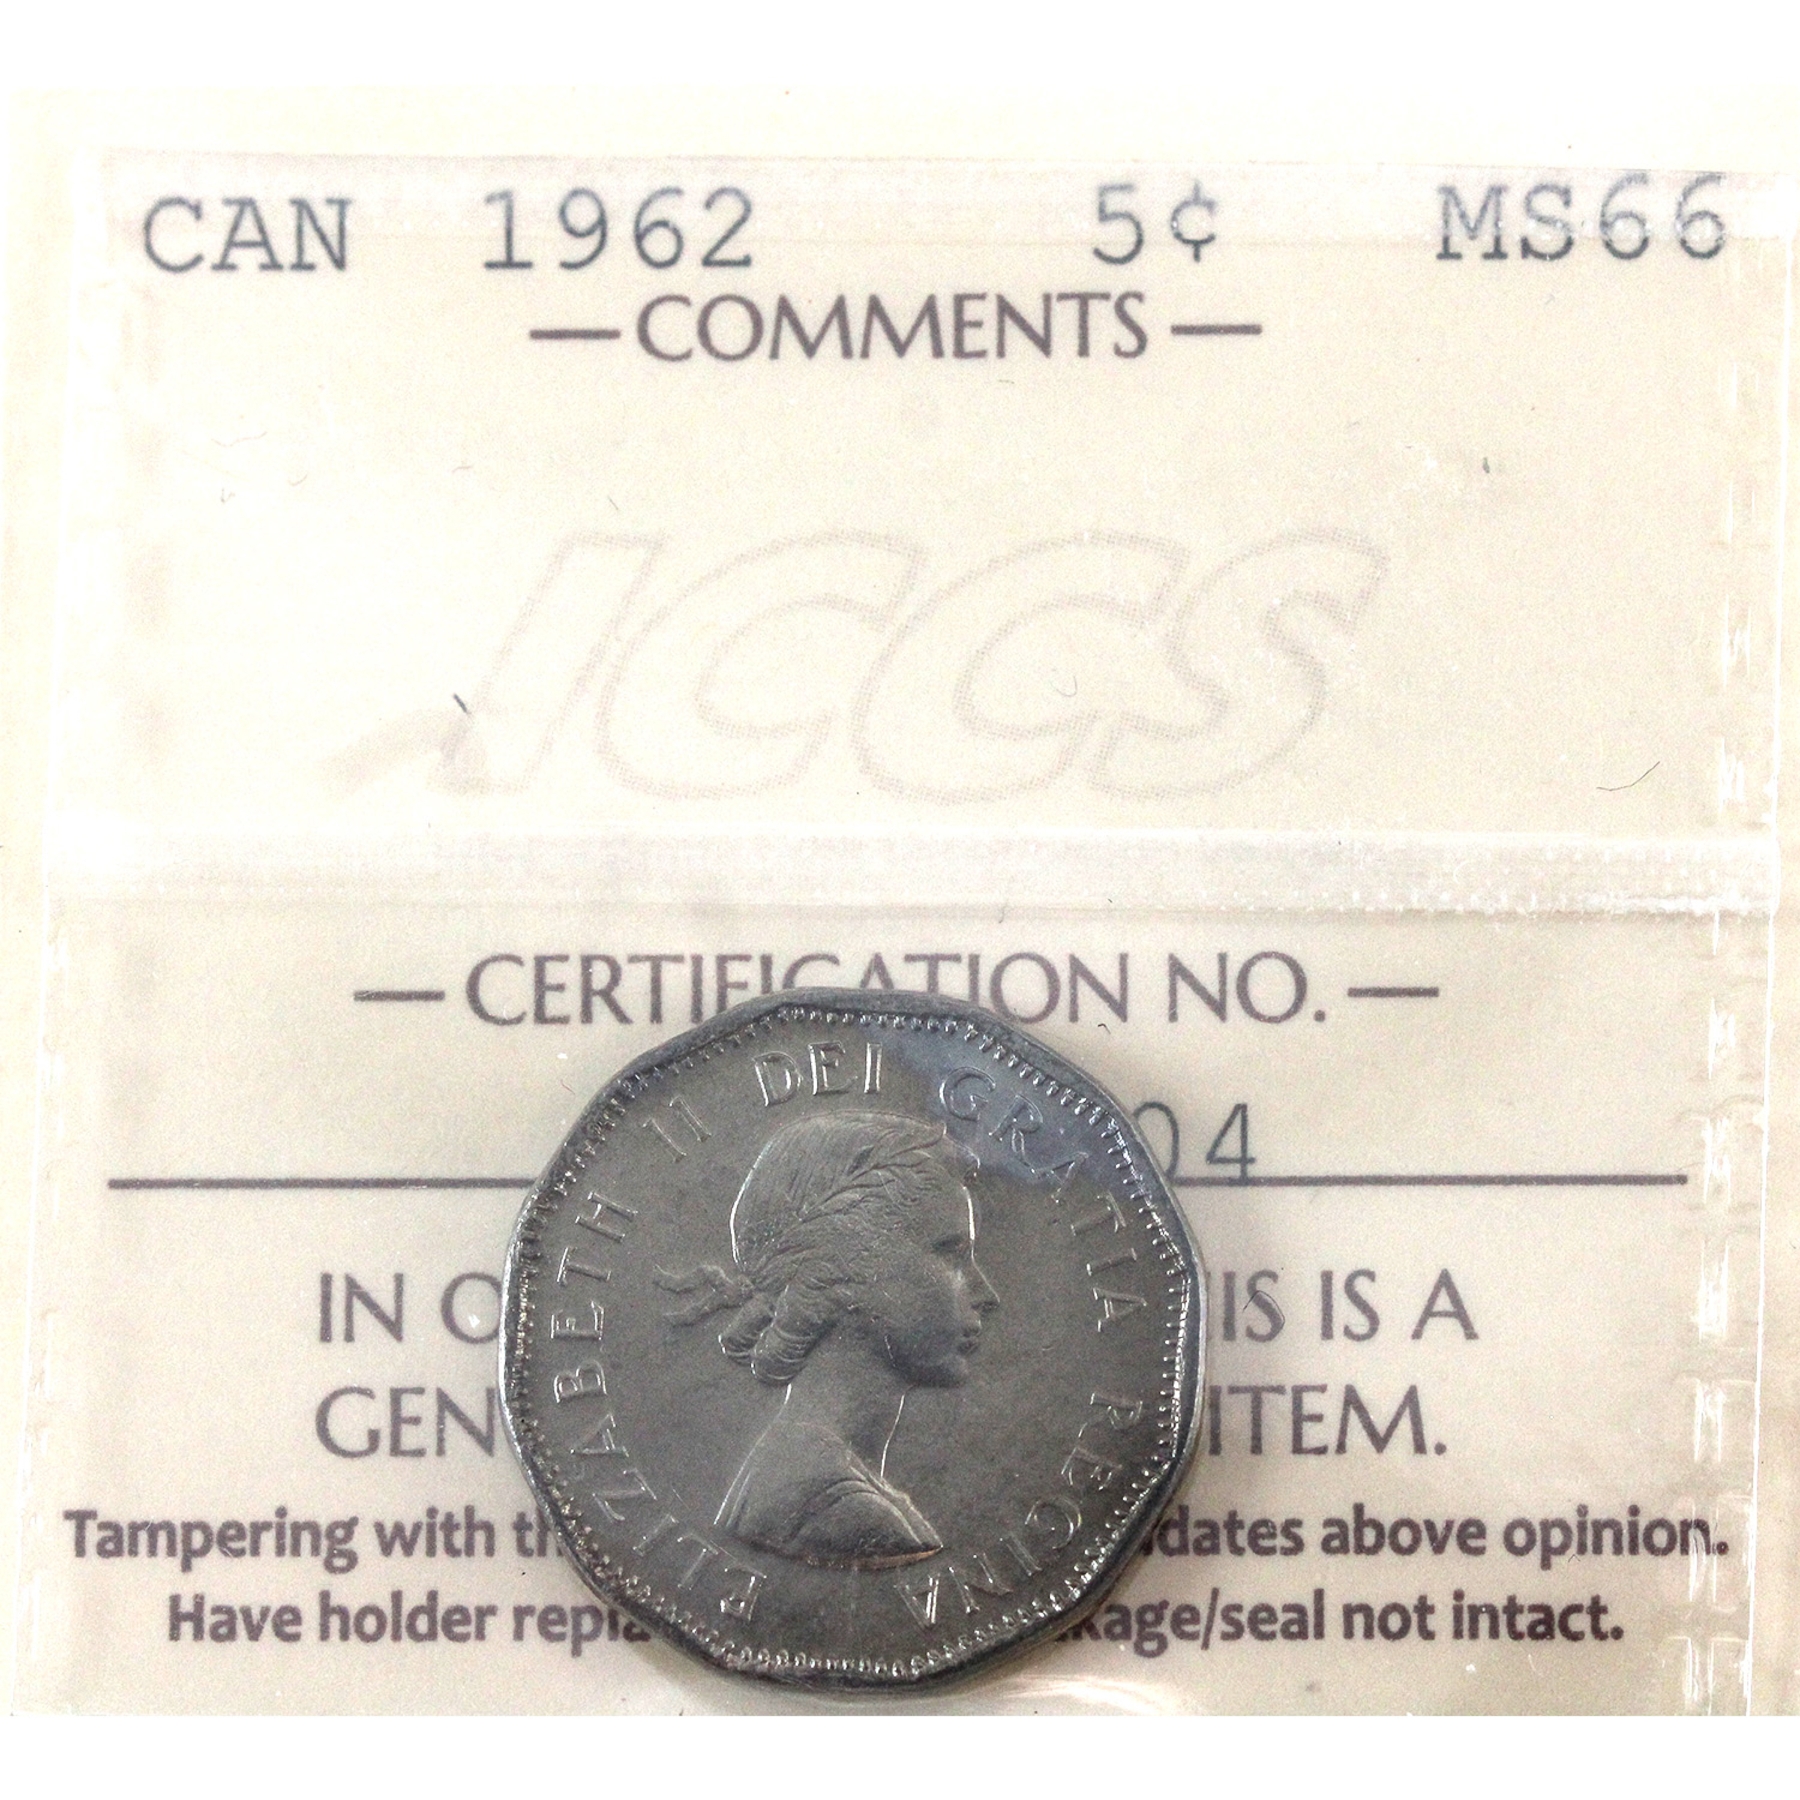 CAN 1962 5¢ MS66
— COMMENTS —
ICCS
— CERTIFICATION NO. —
04
IN O IS IS A
GEN ITEM.
Tampering with th dates above opinion.
Have holder repla kage/seal not intact.
ELIZABETH II DEI GRATIA REGINA